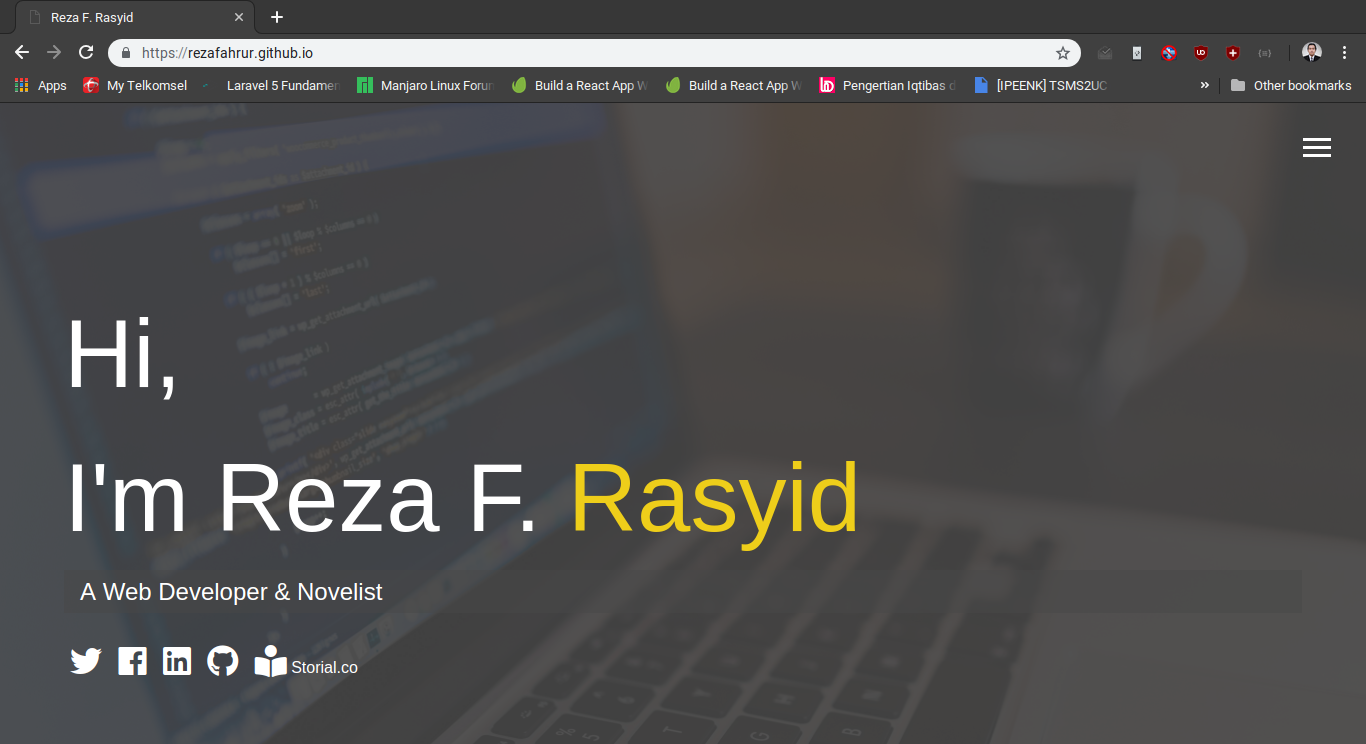 Reza F. Rasyid
https://rezafahrur.github.io
Apps My Telkomsel Laravel 5 Fundamen Manjaro Linux Forun Build a React App W Build a React App W Pengertian Iqtibas d [IPEENK] TSMS2UC » Other bookmarks
Hi,
I'm Reza F. Rasyid
A Web Developer & Novelist
Storial.co